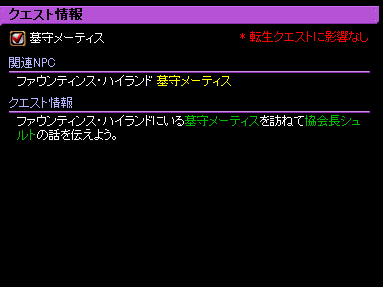 クエスト情報
墓守メーティス
* 転生クエストに影響なし
関連NPC
ファウンティンス・ハイランド 墓守メーティス
クエスト情報
ファウンティンス・ハイランドにいる墓守メーティスを訪ねて協会長シュ
ルトの話を伝えよう。